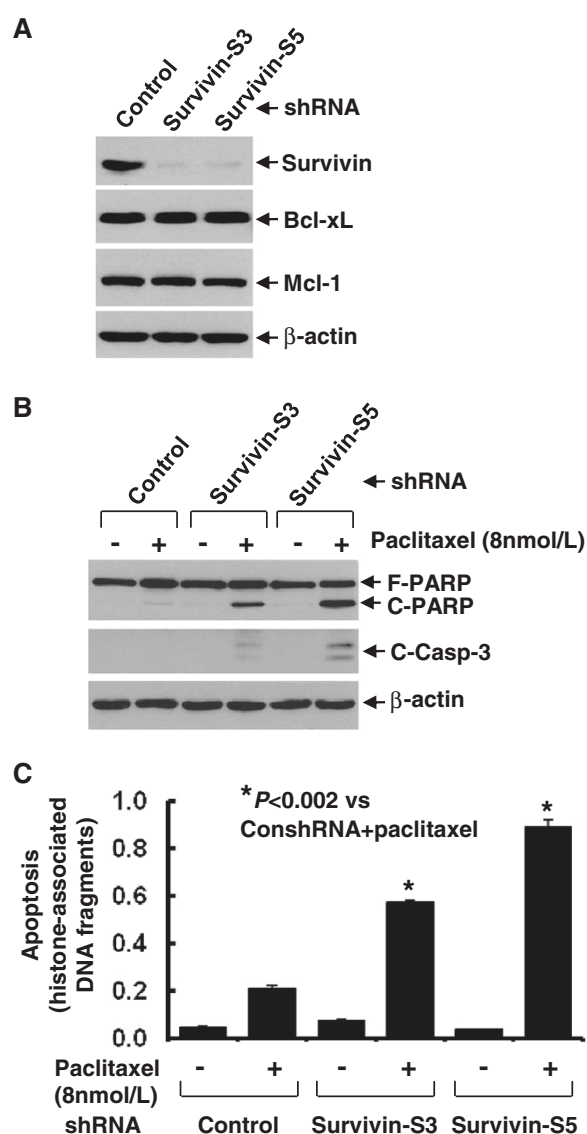 A
Control Survivin-S3 Survivin-S5
shRNA
Survivin
Bcl-xL
Mcl-1
β-actin
B
Control Survivin-S3 Survivin-S5
shRNA
- + - + - + Paclitaxel (8nmol/L)
F-PARP
C-PARP
C-Casp-3
β-actin
C
*P<0.002 vs
ConshRNA+paclitaxel
Apoptosis
(histone-associated
DNA fragments)
1.0
0.8
0.6
0.4
0.2
0.0
*
*
Paclitaxel - + - + - +
(8nmol/L)
shRNA Control Survivin-S3 Survivin-S5